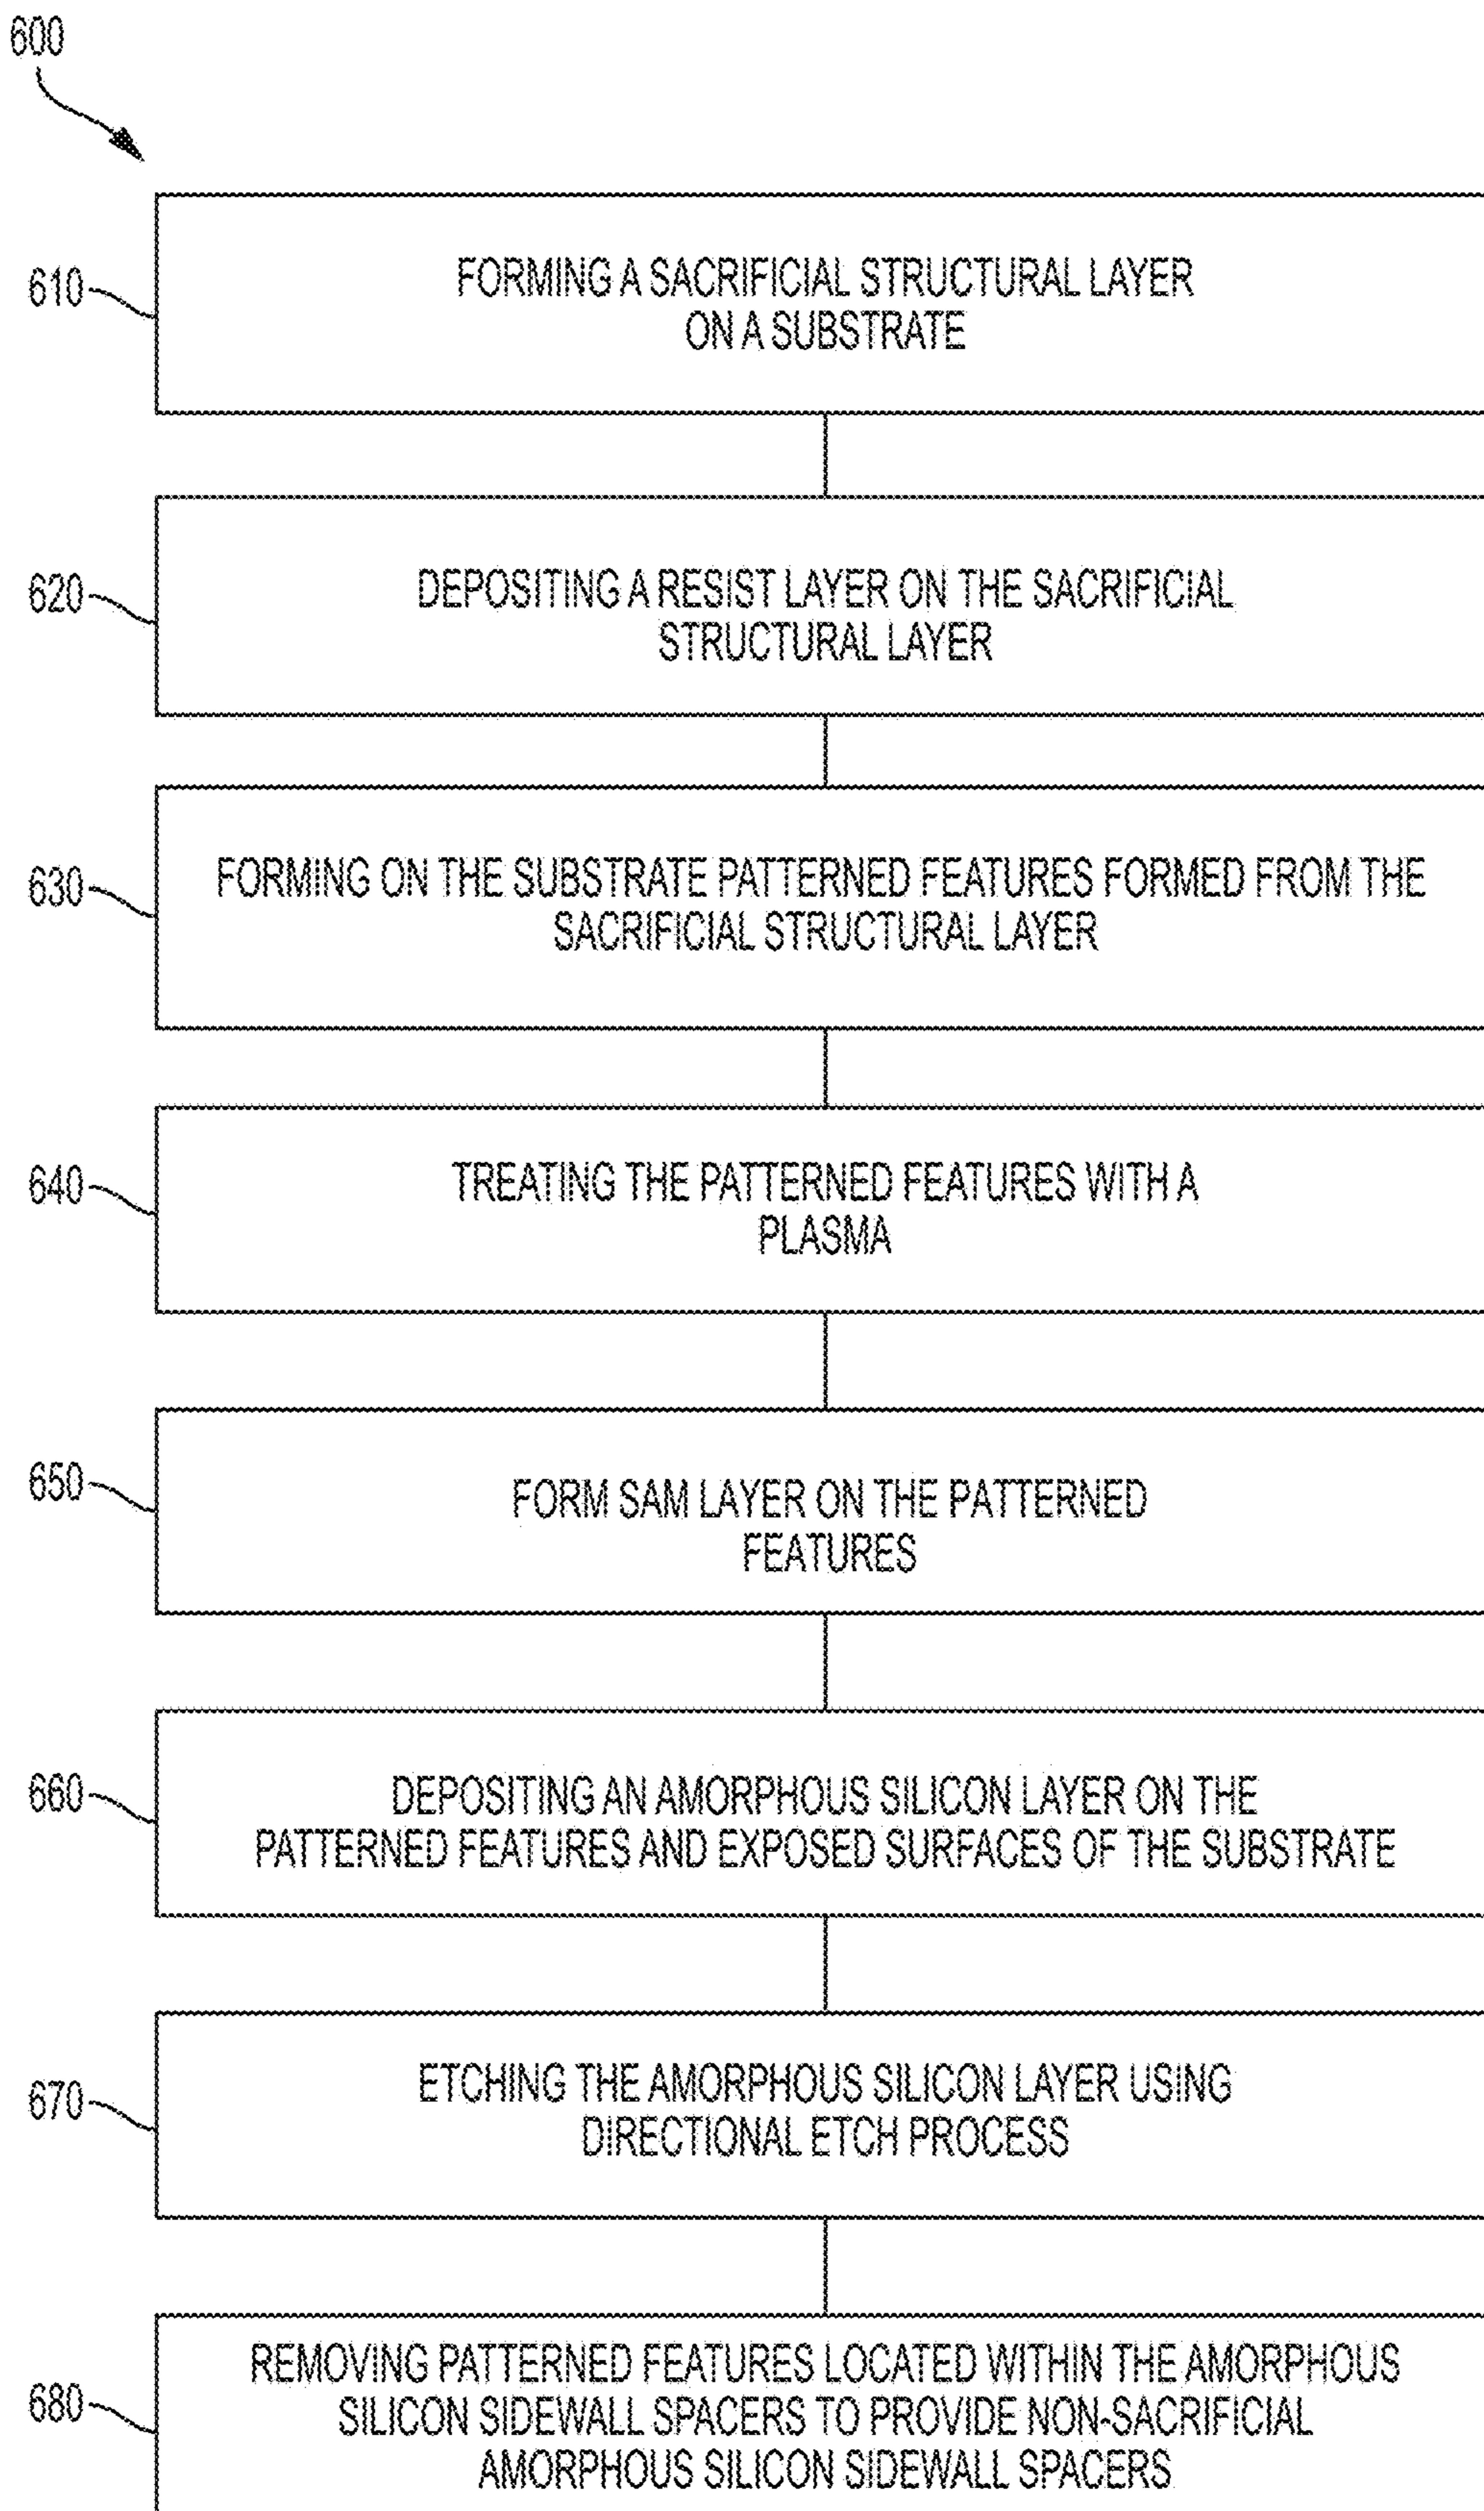 600
610
FORMING A SACRIFICIAL STRUCTURAL LAYER
ON A SUBSTRATE
620
DEPOSITING A RESIST LAYER ON THE SACRIFICIAL
STRUCTURAL LAYER
630
FORMING ON THE SUBSTRATE PATTERNED FEATURES FORMED FROM THE
SACRIFICIAL STRUCTURAL LAYER
640
TREATING THE PATTERNED FEATURES WITH A
PLASMA
650
FORM SAM LAYER ON THE PATTERNED
FEATURES
660
DEPOSITING AN AMORPHOUS SILICON LAYER ON THE
PATTERNED FEATURES AND EXPOSED SURFACES OF THE SUBSTRATE
670
ETCHING THE AMORPHOUS SILICON LAYER USING
DIRECTIONAL ETCH PROCESS
680
REMOVING PATTERNED FEATURES LOCATED WITHIN THE AMORPHOUS
SILICON SIDEWALL SPACERS TO PROVIDE NON-SACRIFICIAL
AMORPHOUS SILICON SIDEWALL SPACERS